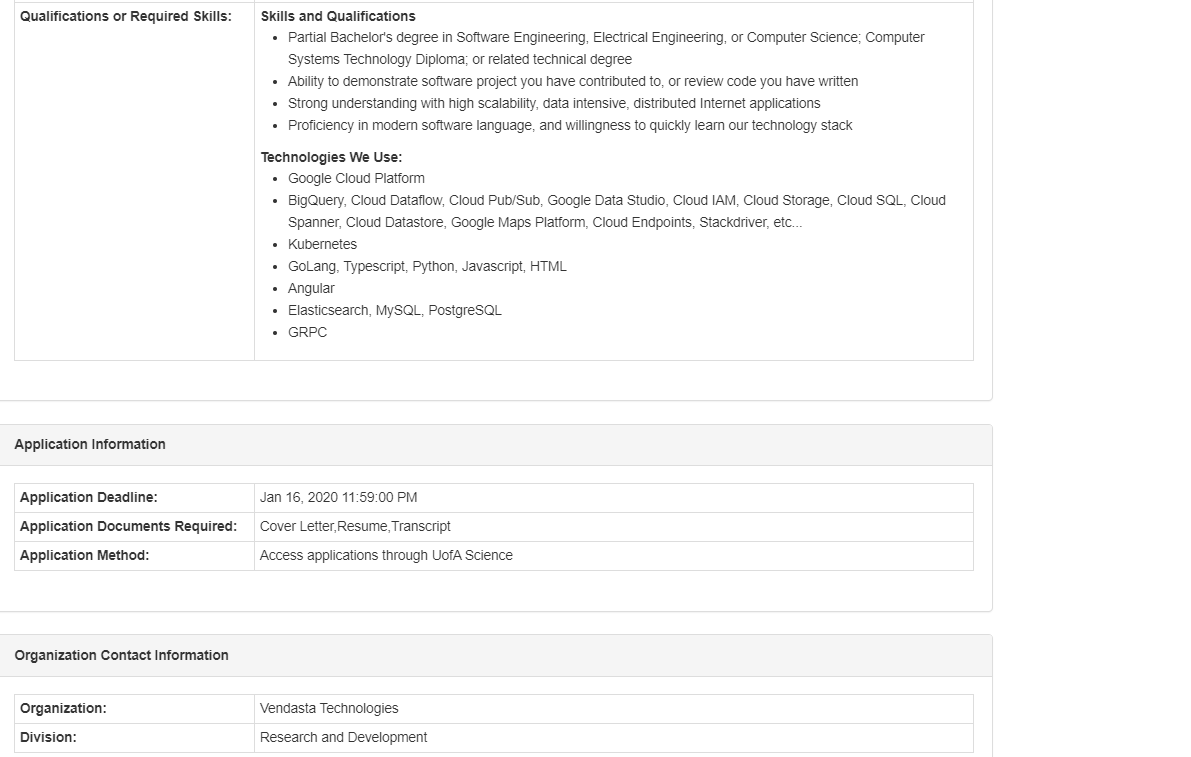 Qualifications or Required Skills:
Skills and Qualifications
• Partial Bachelor's degree in Software Engineering, Electrical Engineering, or Computer Science; Computer
Systems Technology Diploma; or related technical degree
• Ability to demonstrate software project you have contributed to, or review code you have written
• Strong understanding with high scalability, data intensive, distributed Internet applications
• Proficiency in modern software language, and willingness to quickly learn our technology stack
Technologies We Use:
• Google Cloud Platform
• BigQuery, Cloud Dataflow, Cloud Pub/Sub, Google Data Studio, Cloud IAM, Cloud Storage, Cloud SQL, Cloud
Spanner, Cloud Datastore, Google Maps Platform, Cloud Endpoints, Stackdriver, etc...
• Kubernetes
• GoLang, Typescript, Python, Javascript, HTML
• Angular
• Elasticsearch, MySQL, PostgreSQL
• GRPC
Application Information
Application Deadline: Jan 16, 2020 11:59:00 PM
Application Documents Required: Cover Letter,Resume,Transcript
Application Method: Access applications through UofA Science
Organization Contact Information
Organization: Vendasta Technologies
Division: Research and Development